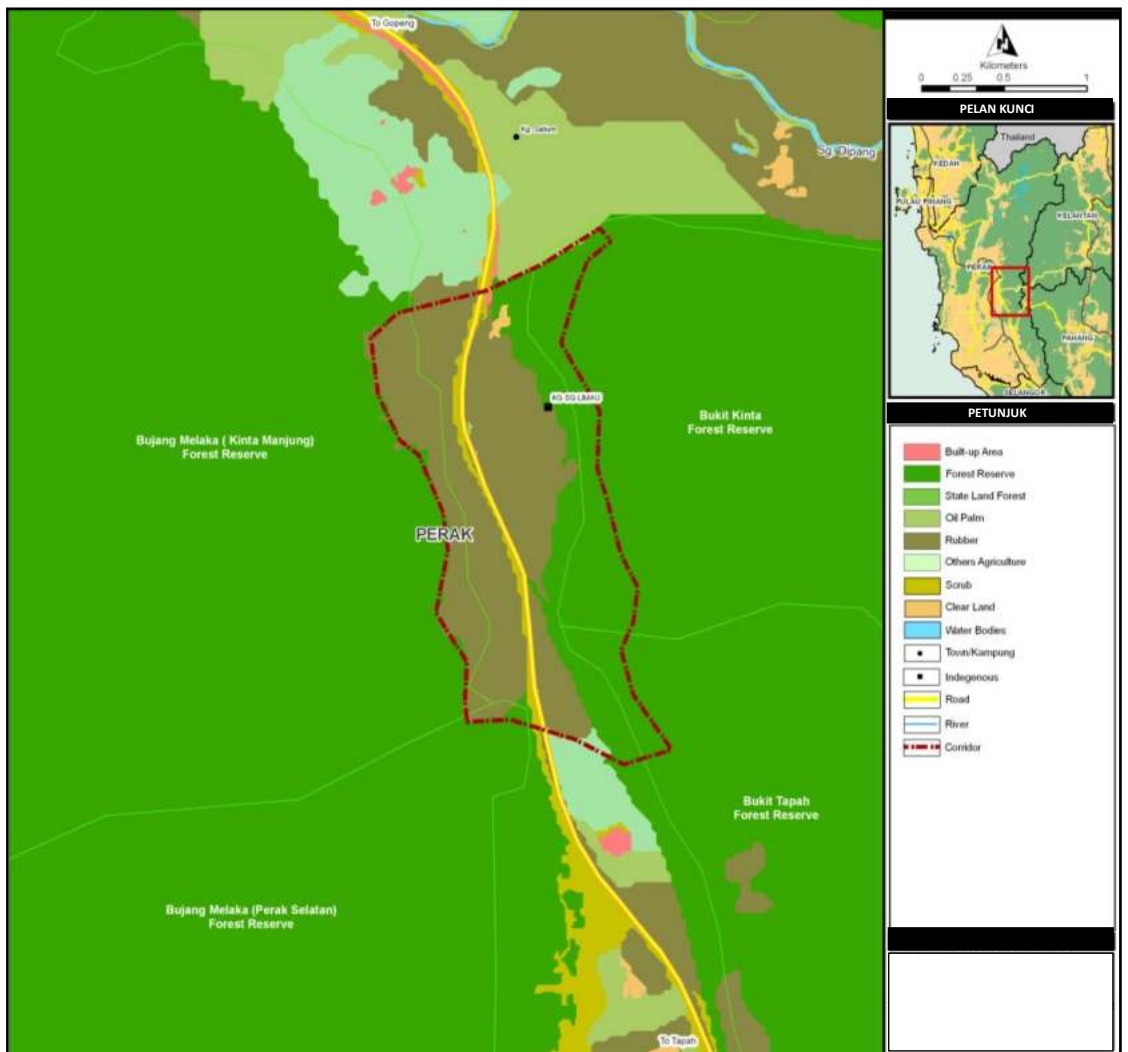 To Gopeng
Kg. Sahum
Sg. Dipang
KG SG LIMAU
Bukit Kinta
Forest Reserve
Bujang Melaka ( Kinta Manjung)
Forest Reserve
PERAK
Bukit Tapah
Forest Reserve
Bujang Melaka (Perak Selatan)
Forest Reserve
To Tapah
N
Kilometers
0 0.25 0.5 1
PELAN KUNCI
Thailand
KEDAH
PULAU PINANG
KELANTAN
PERAK
PAHANG
SELANGOR
PETUNJUK
Built-up Area
Forest Reserve
State Land Forest
Oil Palm
Rubber
Others Agriculture
Scrub
Clear Land
Water Bodies
Town/Kampung
Indegenous
Road
River
Corridor